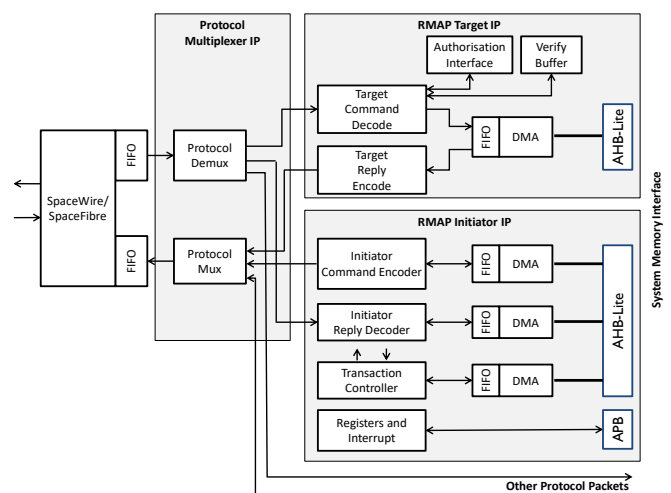 Protocol
Multiplexer IP
RMAP Target IP
Authorisation
Interface
Verify
Buffer
Target
Command
Decode
FIFO
DMA
AHB-Lite
Target
Reply
Encode
SpaceWire/
SpaceFibre
FIFO
FIFO
Protocol
Demux
Protocol
Mux
RMAP Initiator IP
Initiator
Command Encoder
FIFO
DMA
Initiator
Reply Decoder
FIFO
DMA
AHB-Lite
Transaction
Controller
FIFO
DMA
Registers and
Interrupt
APB
System Memory Interface
Other Protocol Packets